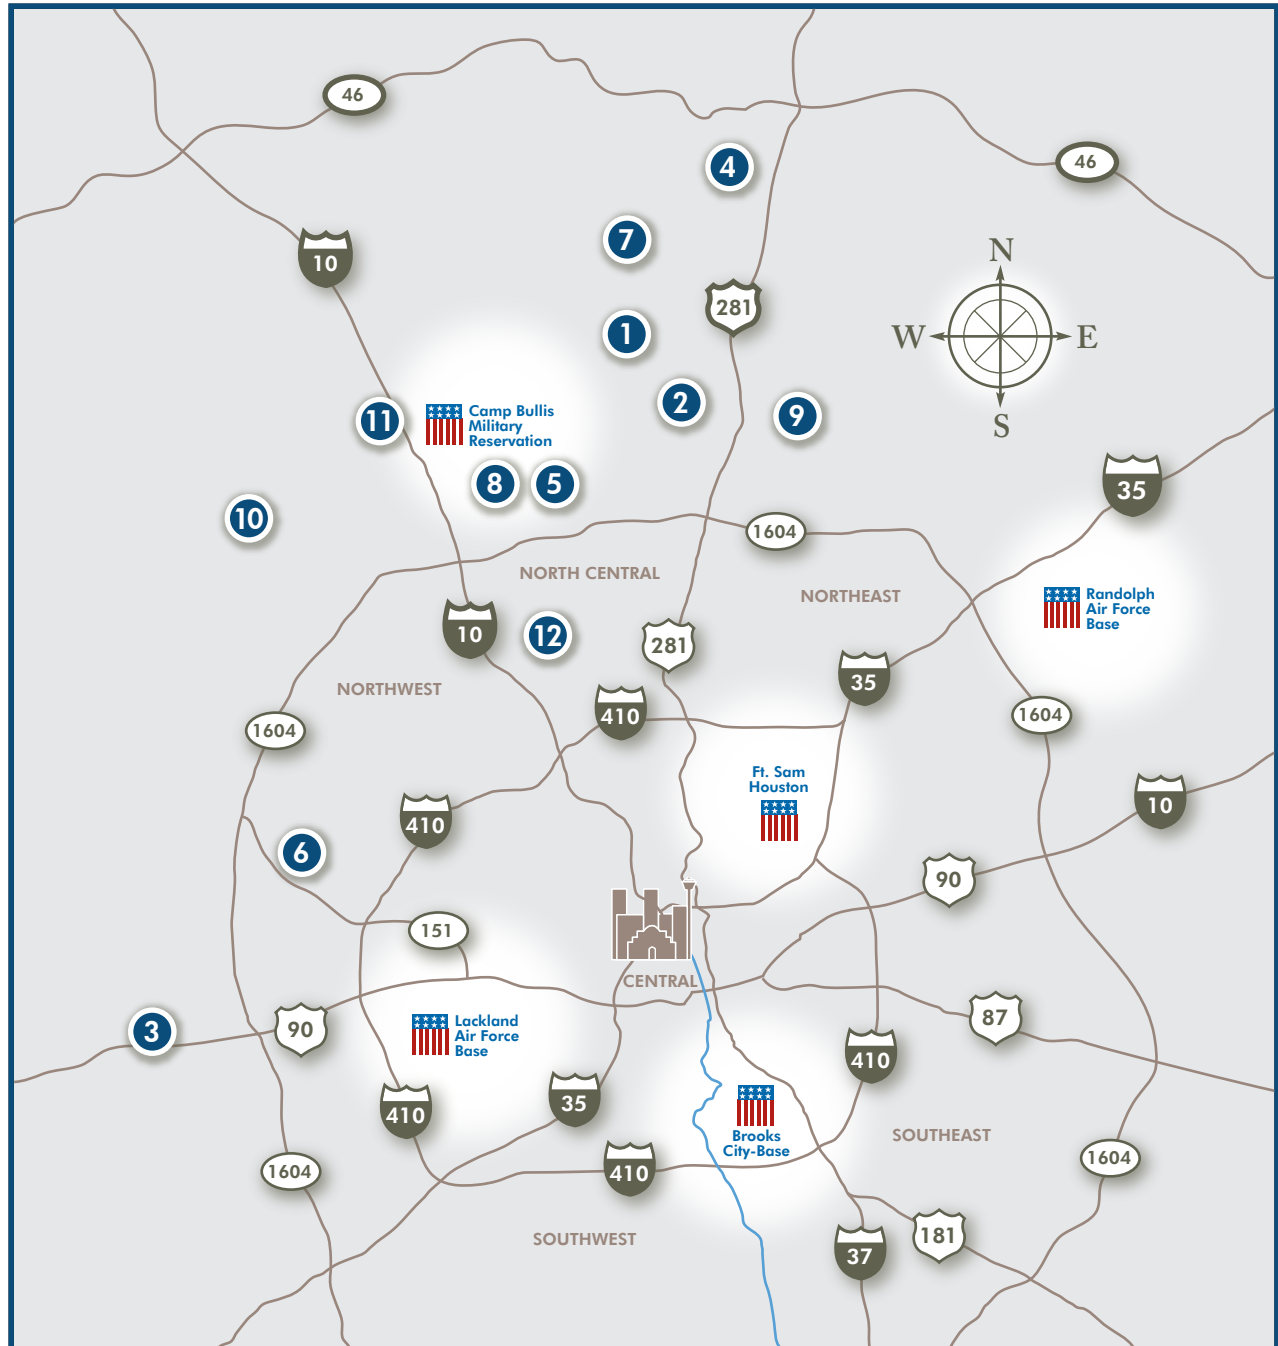 46
4
46
7
N
10
281
1
W
E
2
Camp Bullis
Military
Reservation
9
11
S
8
5
35
10
1604
NORTH CENTRAL
NORTHEAST
Randolph
Air Force
Base
10
12
281
NORTHWEST
35
410
1604
1604
Ft. Sam
Houston
10
410
6
90
151
CENTRAL
3
90
Lackland
Air Force
Base
87
410
35
410
Brooks
City-Base
SOUTHEAST
1604
410
1604
SOUTHWEST
181
37